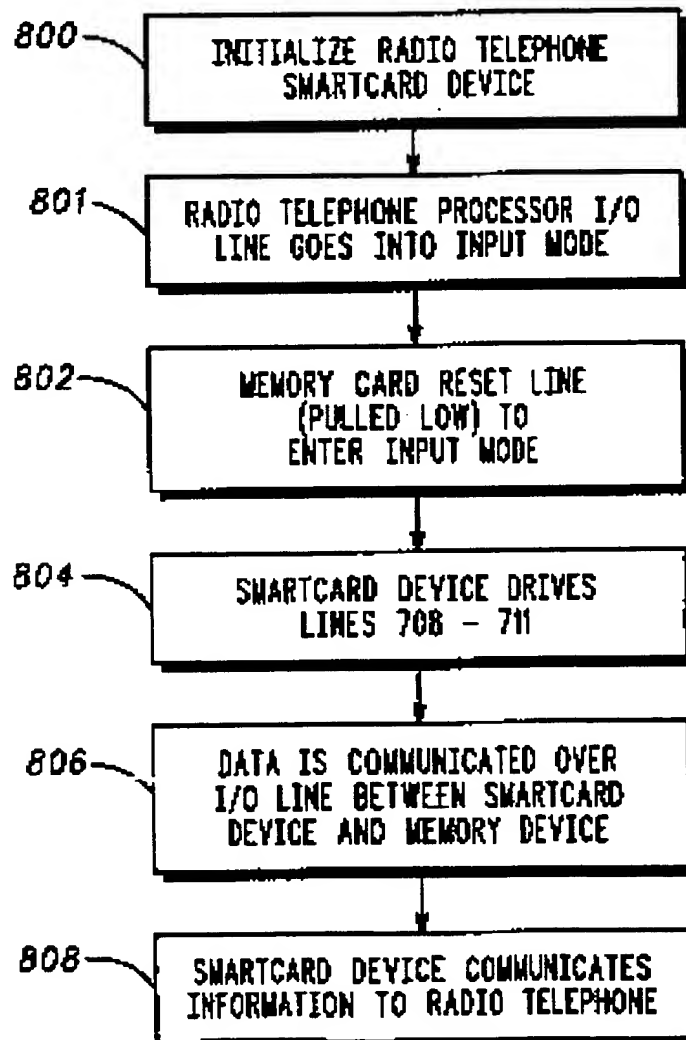 800
INITIALIZE RADIO TELEPHONE
SMARTCARD DEVICE
801
RADIO TELEPHONE PROCESSOR I/O
LINE GOES INTO INPUT MODE
802
MEMORY CARD RESET LINE
(PULLED LOW) TO
ENTER INPUT MODE
804
SMARTCARD DEVICE DRIVES
LINES 708 - 711
806
DATA IS COMMUNICATED OVER
I/O LINE BETWEEN SMARTCARD
DEVICE AND MEMORY DEVICE
808
SMARTCARD DEVICE COMMUNICATES
INFORMATION TO RADIO TELEPHONE